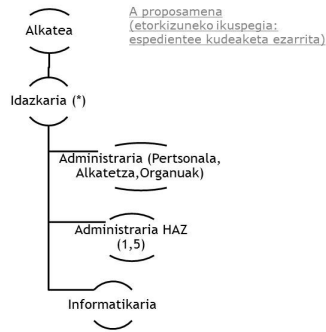 Alkatea
A proposamena
(etorkizuneko ikuspegia:
espedientee kudeaketa ezarrita)
Idazkaria (*)
Administraria (Pertsonala,
Alkatetza,Organuak)
Administraria HAZ
(1,5)
Informatikaria